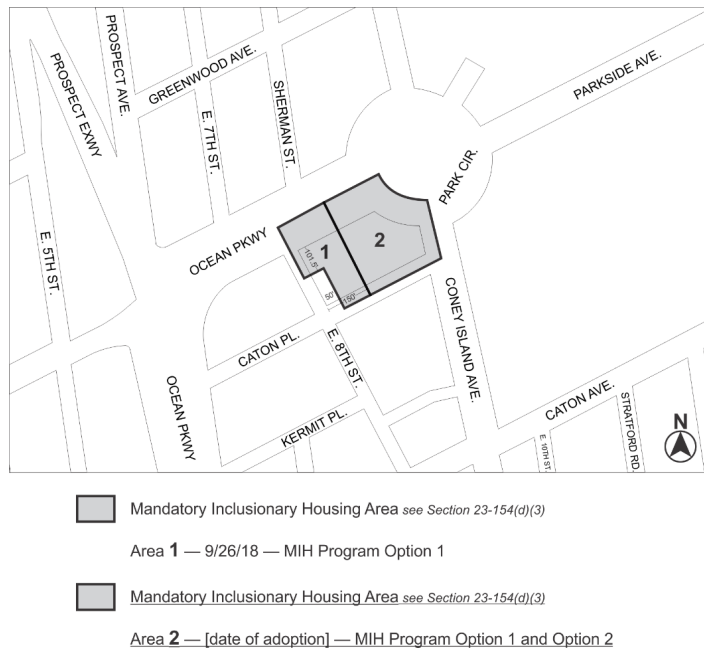 PROSPECT AVE.
PROSPECT EXWY
GREENWOOD AVE.
PARKSIDE AVE.
E. 7TH ST.
SHERMAN ST.
PARK CIR.
E. 5TH ST.
OCEAN PKWY
1
2
101.5'
50'
150'
CATON PL.
E. 8TH ST.
CONEY ISLAND AVE.
OCEAN PKWY
KERMIT PL.
CATON AVE.
E. 10TH ST.
STRATFORD RD.
N
Mandatory Inclusionary Housing Area see Section 23-154(d)(3)
Area 1 — 9/26/18 — MIH Program Option 1
Mandatory Inclusionary Housing Area see Section 23-154(d)(3)
Area 2 — [date of adoption] — MIH Program Option 1 and Option 2